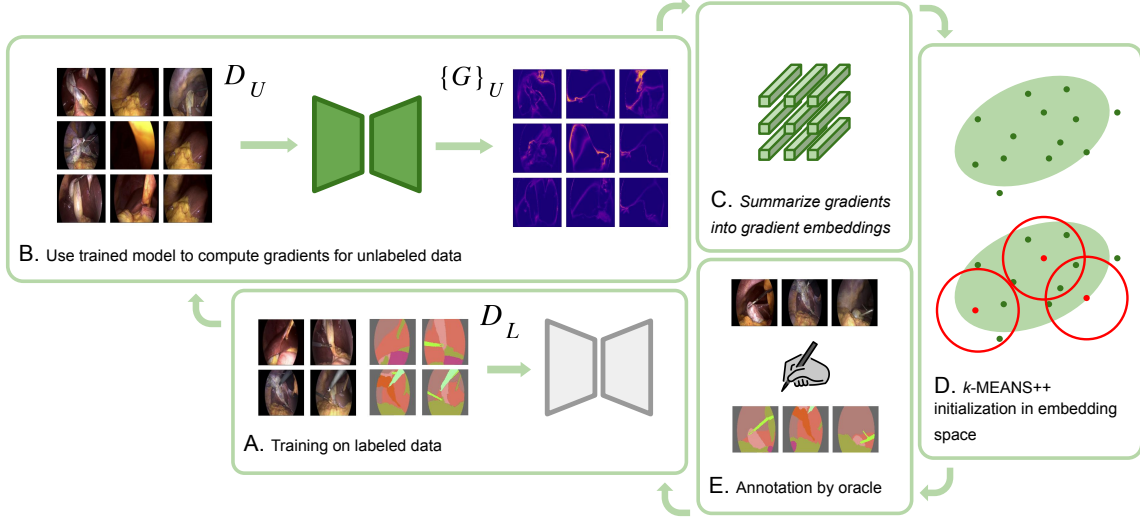 D_U
{G}_U
B. Use trained model to compute gradients for unlabeled data
C. Summarize gradients
into gradient embeddings
D_L
A. Training on labeled data
D. k-MEANS++
initialization in embedding
space
E. Annotation by oracle